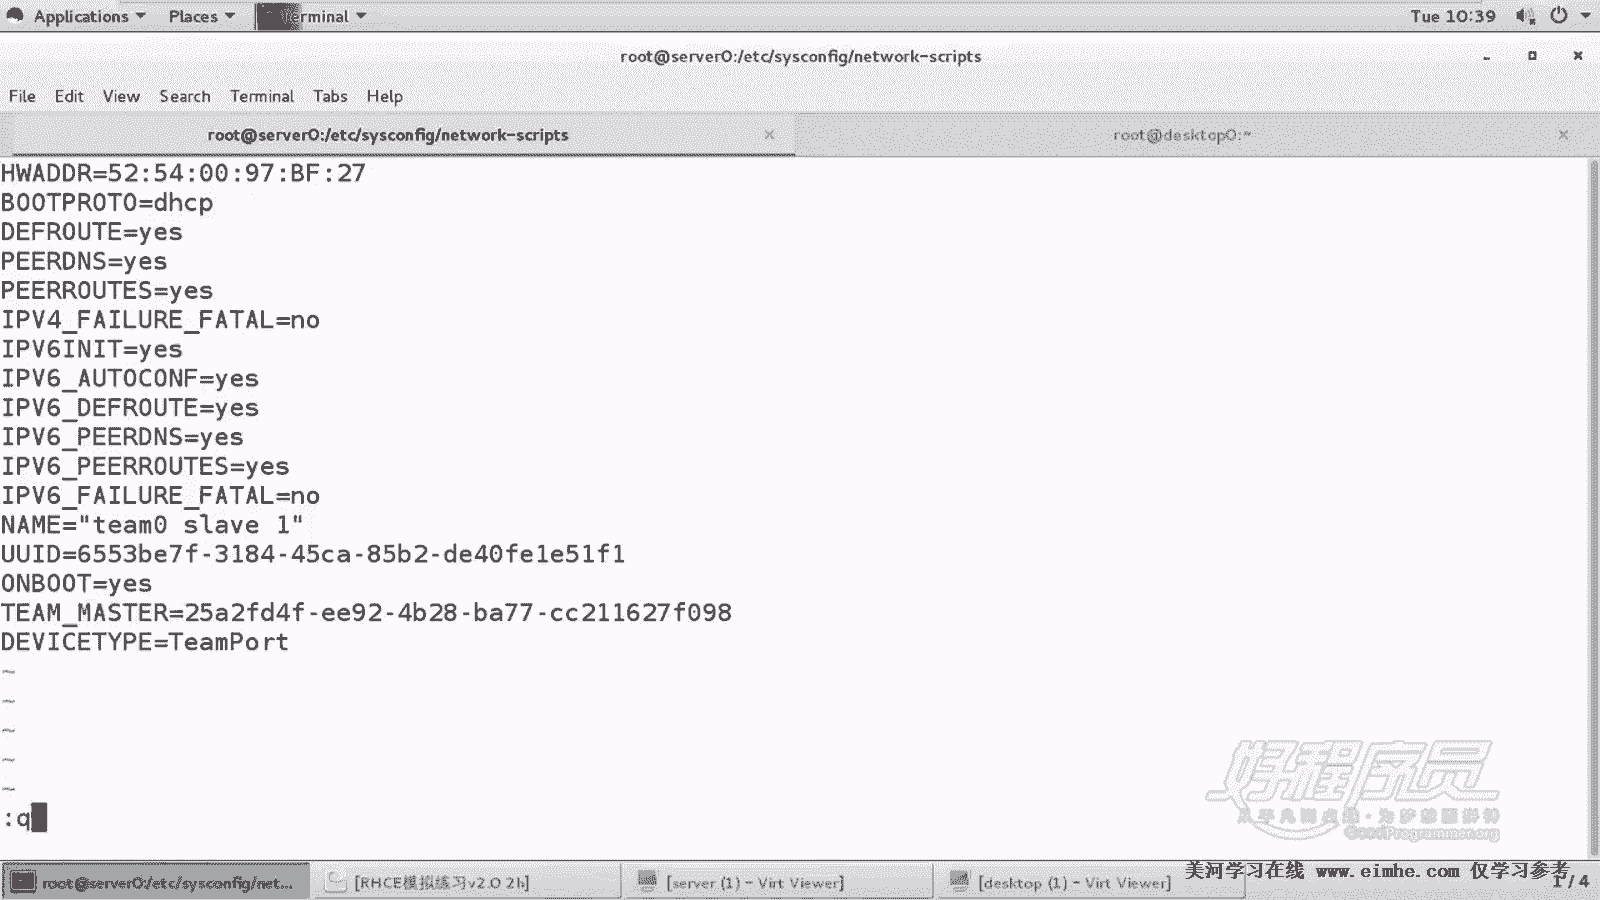 Applications Places Terminal Tue 10:39
root@server0:/etc/sysconfig/network-scripts
File Edit View Search Terminal Tabs Help
root@server0:/etc/sysconfig/network-scripts root@desktop0:~
HWADDR=52:54:00:97:BF:27
BOOTPROTO=dhcp
DEFROUTE=yes
PEERDNS=yes
PEERROUTES=yes
IPV4_FAILURE_FATAL=no
IPV6INIT=yes
IPV6_AUTOCONF=yes
IPV6_DEFROUTE=yes
IPV6_PEERDNS=yes
IPV6_PEERROUTES=yes
IPV6_FAILURE_FATAL=no
NAME="team0 slave 1"
UUID=6553be7f-3184-45ca-85b2-de40fe1e51f1
ONBOOT=yes
TEAM_MASTER=25a2fd4f-ee92-4b28-ba77-cc211627f098
DEVICETYPE=TeamPort
~
~
~
~
~
:q
好程序员
GoodProgrammer.org
美河学习在线 www.eimhe.com 仅学习参考
root@server0:/etc/sysconfig/net... [RHCE模拟练习v2.0 2h] [server (1) - Virt Viewer] [desktop (1) - Virt Viewer] 1 / 4